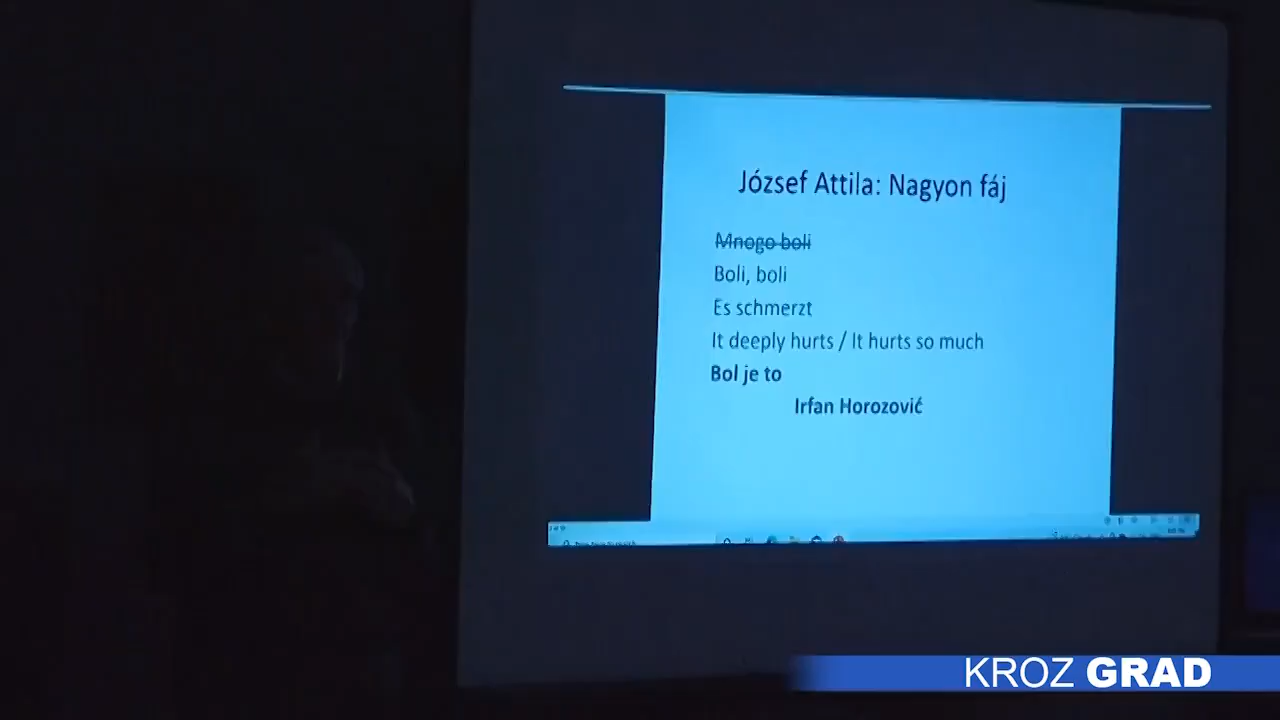 József Attila: Nagyon fáj
Mnogo boli
Boli, boli
Es schmerzt
It deeply hurts / It hurts so much
Bol je to
Irfan Horozović
KROZ GRAD